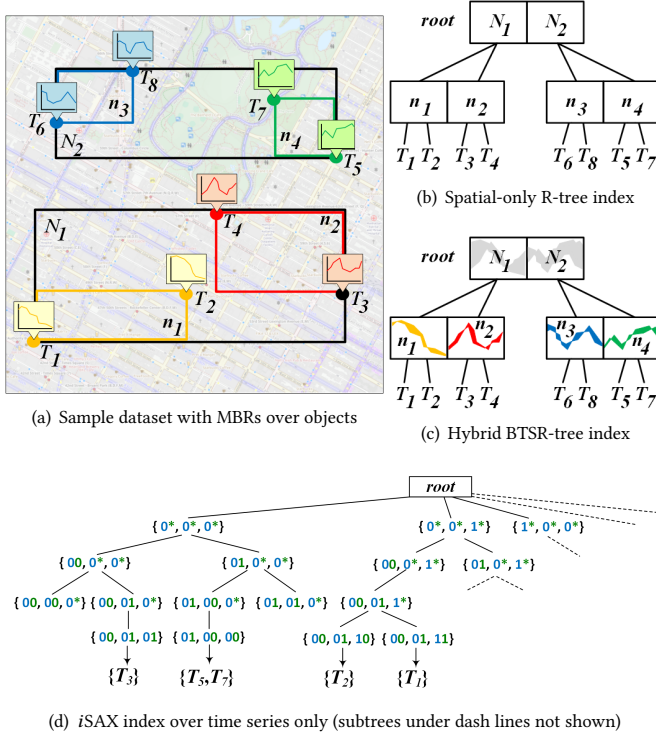 T8
n3
T6
N2
T7
n4
T5
N1
T4
n2
T2
T3
n1
T1
(a) Sample dataset with MBRs over objects
root N1 N2
n1 n2 n3 n4
T1 T2 T3 T4 T6 T8 T5 T7
(b) Spatial-only R-tree index
root N1 N2
n1 n2 n3 n4
T1 T2 T3 T4 T6 T8 T5 T7
(c) Hybrid BTSR-tree index
root
{ 0*, 0*, 0*} { 0*, 0*, 1*} { 1*, 0*, 0*}
{ 00, 0*, 0*} { 01, 0*, 0*} { 00, 0*, 1*} { 01, 0*, 1*}
{ 00, 00, 0*} { 00, 01, 0*} { 01, 00, 0*} { 01, 01, 0*} { 00, 01, 1*}
{ 00, 01, 01} { 01, 00, 00} { 00, 01, 10} { 00, 01, 11}
{T3} {T5,T7} {T2} {T1}
(d) iSAX index over time series only (subtrees under dash lines not shown)